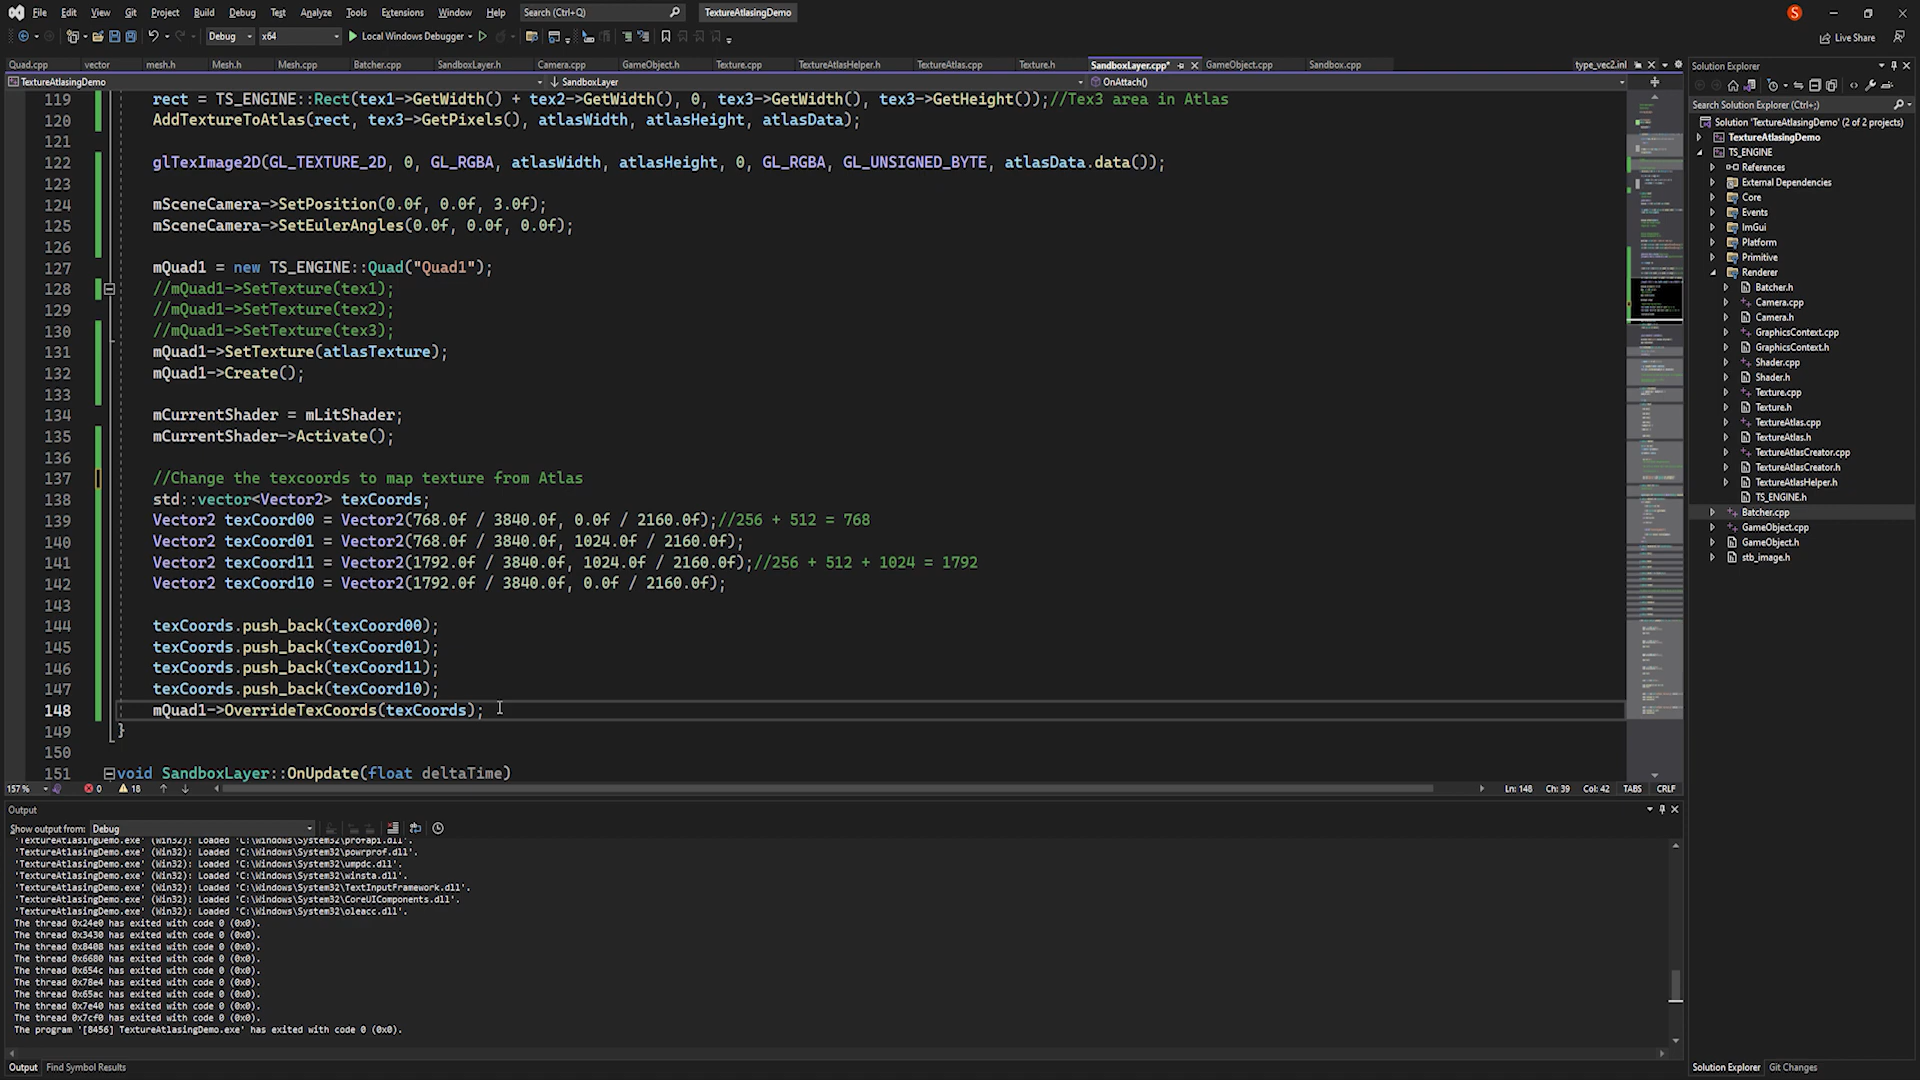 File Edit View Git Project Build Debug Test Analyze Tools Extensions Window Help Search (Ctrl+Q) TextureAtlasingDemo S
Debug x64 Local Windows Debugger Live Share
Quad.cpp vector mesh.h Mesh.h Mesh.cpp Batcher.cpp SandboxLayer.h Camera.cpp GameObject.h Texture.cpp TextureAtlasHelper.h TextureAtlas.cpp Texture.h SandboxLayer.cpp* GameObject.cpp Sandbox.cpp type_vec2.inl
TextureAtlasingDemo SandboxLayer OnAttach()
119 rect = TS_ENGINE::Rect(tex1->GetWidth() + tex2->GetWidth(), 0, tex3->GetWidth(), tex3->GetHeight());//Tex3 area in Atlas
120 AddTextureToAtlas(rect, tex3->GetPixels(), atlasWidth, atlasHeight, atlasData);
121
122 glTexImage2D(GL_TEXTURE_2D, 0, GL_RGBA, atlasWidth, atlasHeight, 0, GL_RGBA, GL_UNSIGNED_BYTE, atlasData.data());
123
124 mSceneCamera->SetPosition(0.0f, 0.0f, 3.0f);
125 mSceneCamera->SetEulerAngles(0.0f, 0.0f, 0.0f);
126
127 mQuad1 = new TS_ENGINE::Quad("Quad1");
128 //mQuad1->SetTexture(tex1);
129 //mQuad1->SetTexture(tex2);
130 //mQuad1->SetTexture(tex3);
131 mQuad1->SetTexture(atlasTexture);
132 mQuad1->Create();
133
134 mCurrentShader = mLitShader;
135 mCurrentShader->Activate();
136
137 //Change the texcoords to map texture from Atlas
138 std::vector<Vector2> texCoords;
139 Vector2 texCoord00 = Vector2(768.0f / 3840.0f, 0.0f / 2160.0f);//256 + 512 = 768
140 Vector2 texCoord01 = Vector2(768.0f / 3840.0f, 1024.0f / 2160.0f);
141 Vector2 texCoord11 = Vector2(1792.0f / 3840.0f, 1024.0f / 2160.0f);//256 + 512 + 1024 = 1792
142 Vector2 texCoord10 = Vector2(1792.0f / 3840.0f, 0.0f / 2160.0f);
143
144 texCoords.push_back(texCoord00);
145 texCoords.push_back(texCoord01);
146 texCoords.push_back(texCoord11);
147 texCoords.push_back(texCoord10);
148 mQuad1->OverrideTexCoords(texCoords);
149 }
150
151 void SandboxLayer::OnUpdate(float deltaTime)
157 % 0 18 Ln: 148 Ch: 39 Col: 42 TABS CRLF
Output
Show output from: Debug
'TextureAtlasingDemo.exe' (Win32): Loaded 'C:\Windows\System32\profapi.dll'.
'TextureAtlasingDemo.exe' (Win32): Loaded 'C:\Windows\System32\powrprof.dll'.
'TextureAtlasingDemo.exe' (Win32): Loaded 'C:\Windows\System32\umpdc.dll'.
'TextureAtlasingDemo.exe' (Win32): Loaded 'C:\Windows\System32\winsta.dll'.
'TextureAtlasingDemo.exe' (Win32): Loaded 'C:\Windows\System32\TextInputFramework.dll'.
'TextureAtlasingDemo.exe' (Win32): Loaded 'C:\Windows\System32\CoreUIComponents.dll'.
'TextureAtlasingDemo.exe' (Win32): Loaded 'C:\Windows\System32\oleacc.dll'.
The thread 0x24e0 has exited with code 0 (0x0).
The thread 0x3430 has exited with code 0 (0x0).
The thread 0x8408 has exited with code 0 (0x0).
The thread 0x6680 has exited with code 0 (0x0).
The thread 0x654c has exited with code 0 (0x0).
The thread 0x78e4 has exited with code 0 (0x0).
The thread 0x65ac has exited with code 0 (0x0).
The thread 0x7e40 has exited with code 0 (0x0).
The thread 0x7cf0 has exited with code 0 (0x0).
The program '[8456] TextureAtlasingDemo.exe' has exited with code 0 (0x0).
Output Find Symbol Results
Solution Explorer
Search Solution Explorer (Ctrl+;)
Solution 'TextureAtlasingDemo' (2 of 2 projects)
TextureAtlasingDemo
TS_ENGINE
References
External Dependencies
Core
Events
ImGui
Platform
Primitive
Renderer
Batcher.h
Camera.cpp
Camera.h
GraphicsContext.cpp
GraphicsContext.h
Shader.cpp
Shader.h
Texture.cpp
Texture.h
TextureAtlas.cpp
TextureAtlas.h
TextureAtlasCreator.cpp
TextureAtlasCreator.h
TextureAtlasHelper.h
TS_ENGINE.h
Batcher.cpp
GameObject.cpp
GameObject.h
stb_image.h
Solution Explorer Git Changes